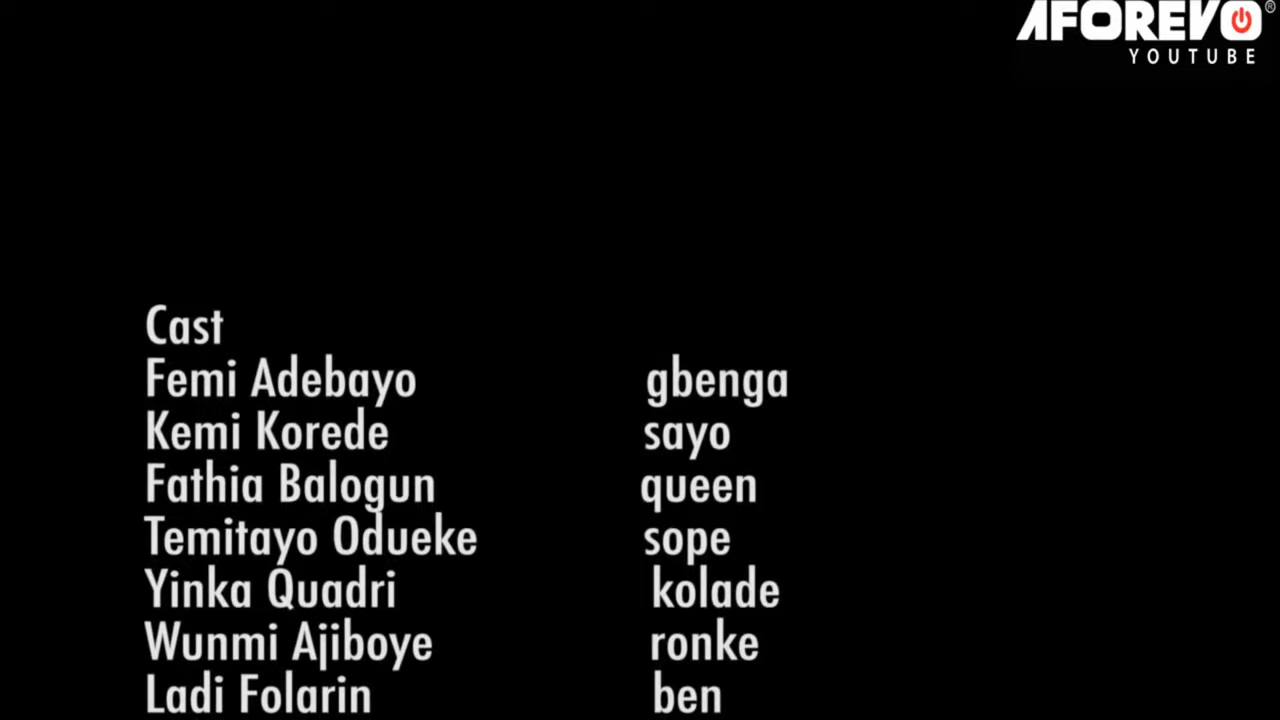 AFOREVO®
YOUTUBE
Cast
Femi Adebayo gbenga
Kemi Korede sayo
Fathia Balogun queen
Temitayo Odueke sope
Yinka Quadri kolade
Wunmi Ajiboye ronke
Ladi Folarin ben